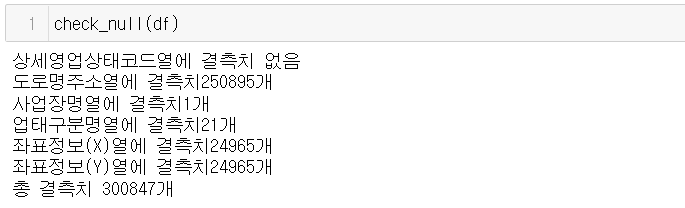 1 check_null(df)
상세영업상태코드열에 결측치 없음
도로명주소열에 결측치250895개
사업장명열에 결측치1개
업태구분명열에 결측치21개
좌표정보(X)열에 결측치24965개
좌표정보(Y)열에 결측치24965개
총 결측치 300847개